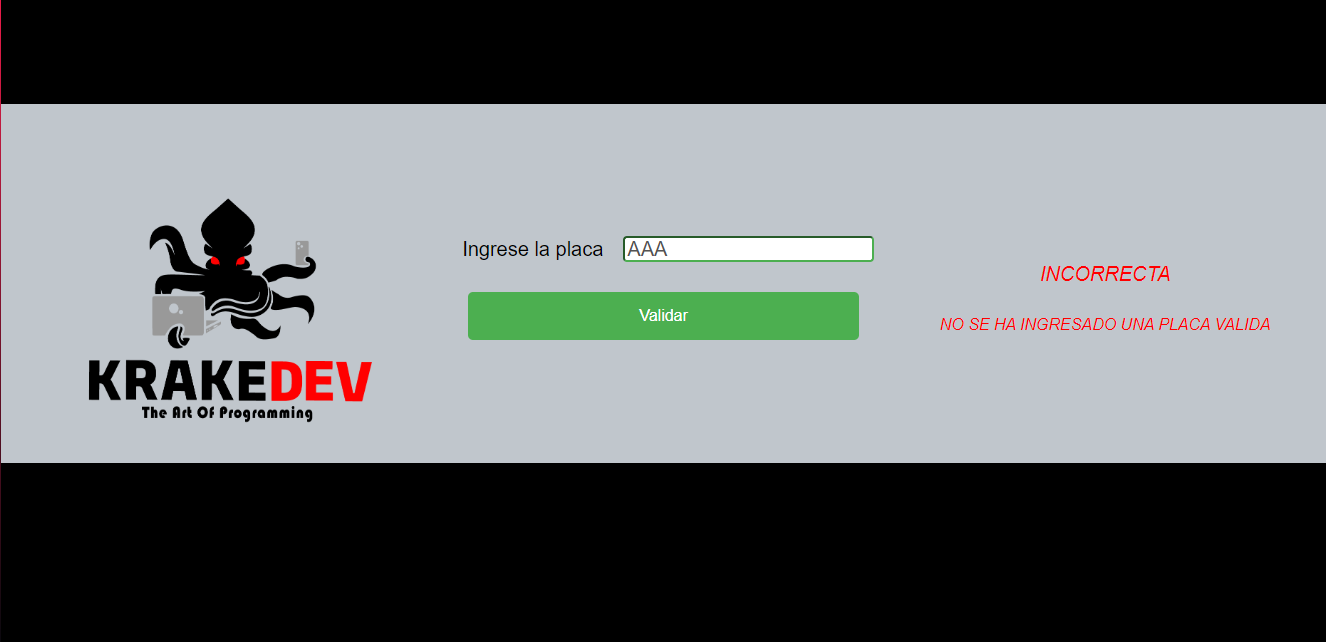 KRAKEDEV
The Art Of Programming
Ingrese la placa
AAA
Validar
INCORRECTA
NO SE HA INGRESADO UNA PLACA VALIDA